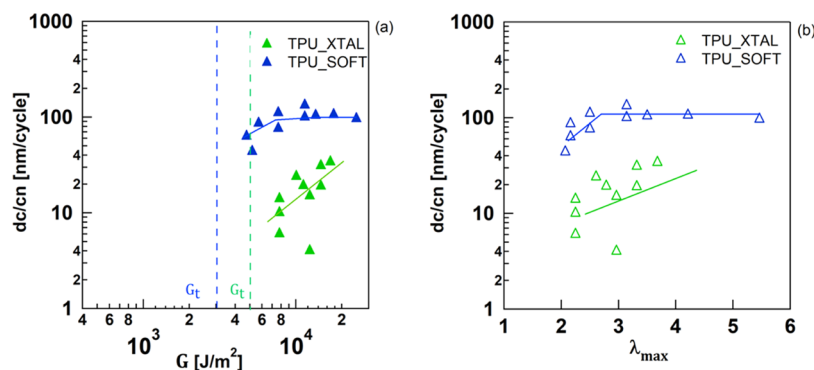 (a)
TPU_XTAL
TPU_SOFT
dc/cn [nm/cycle]
1000
4
2
100
4
2
10
4
2
1
G_t
G_t
4 6 8 2 4 6 8 2
10³ 10⁴
G [J/m²]
(b)
TPU_XTAL
TPU_SOFT
dc/cn [nm/cycle]
1000
4
2
100
4
2
10
4
2
1
1 2 3 4 5 6
λmax